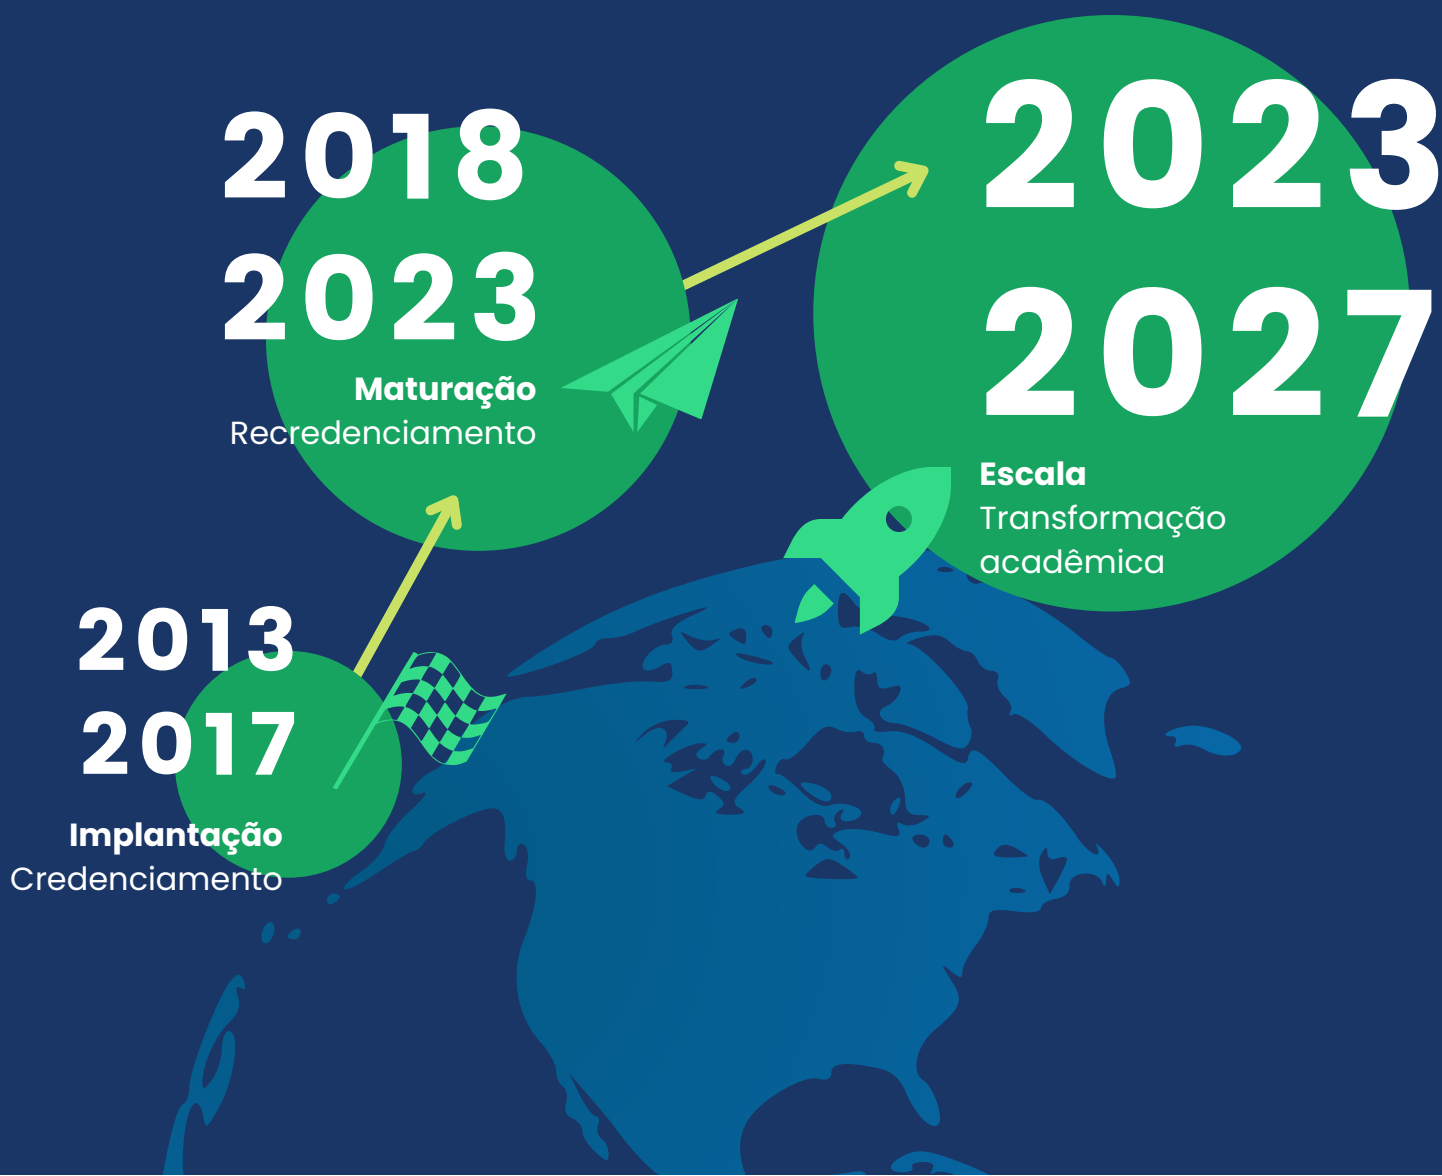 2018
2023
Maturação
Recredenciamento
2023
2027
Escala
Transformação
acadêmica
2013
2017
Implantação
Credenciamento